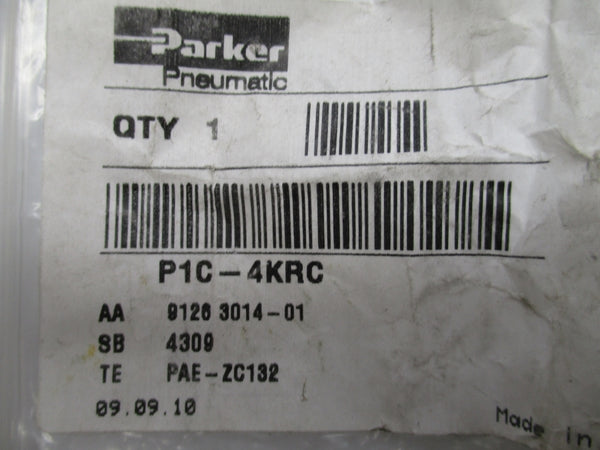 Parker
Pneumatic
QTY 1
P1C-4KRC
AA 9126 3014-01
SB 4309
TE PAE-ZC132
09.09.10
Made in